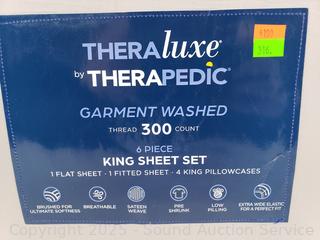 THERAluxe®
by THERAPEDIC®
4100
316.
GARMENT WASHED
THREAD 300 COUNT
6 PIECE
KING SHEET SET
1 FLAT SHEET · 1 FITTED SHEET · 4 KING PILLOWCASES
BRUSHED FOR ULTIMATE SOFTNESS
BREATHABLE
SATEEN WEAVE
PRE SHRUNK
LOW PILLING
EXTRA WIDE ELASTIC FOR A PERFECT FIT
Copyright 2025 - Sound Auction Service